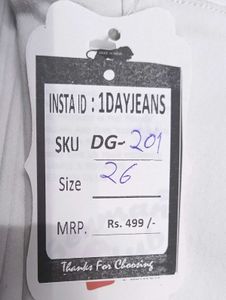 INSTA ID : 1DAYJEANS
SKU DG-201
Size 26
MRP. Rs. 499 /-
Thanks For Choosing